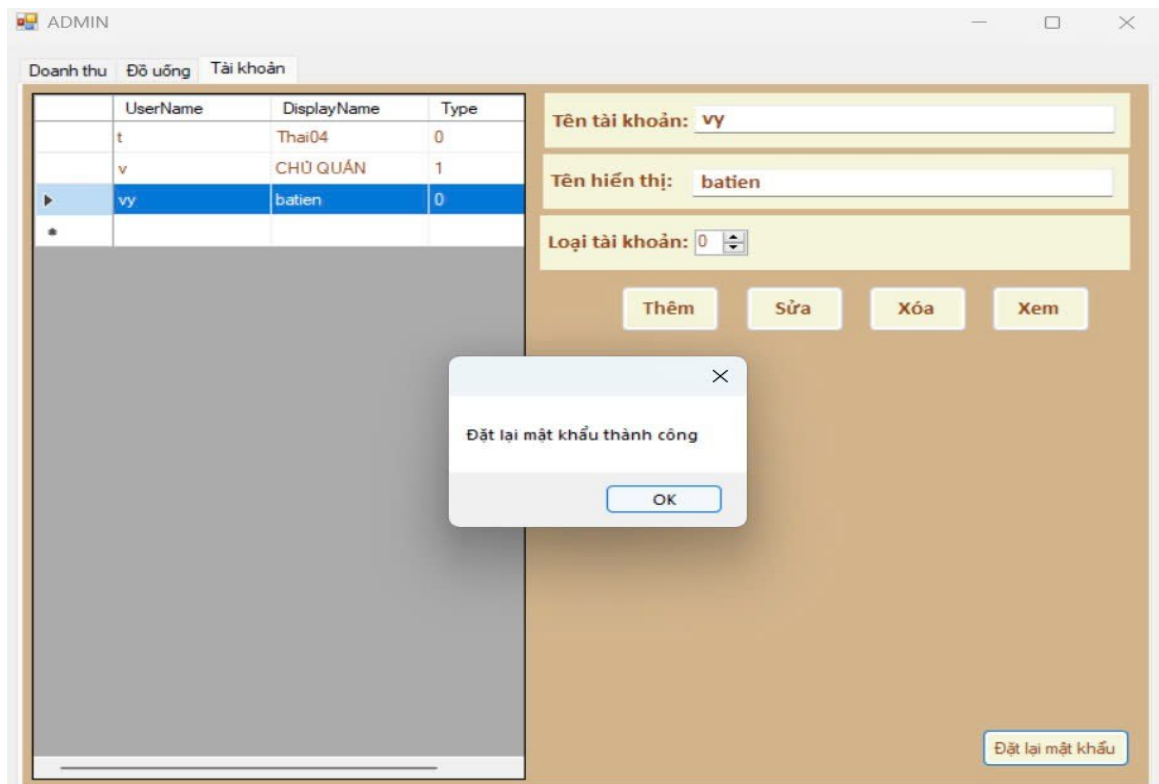 ADMIN
Doanh thu Đồ uống Tài khoản
UserName DisplayName Type
t Thai04 0
v CHỦ QUÁN 1
vy batien 0
Tên tài khoản: vy
Tên hiển thị: batien
Loại tài khoản: 0
Thêm Sửa Xóa Xem
Đặt lại mật khẩu thành công
OK
Đặt lại mật khẩu